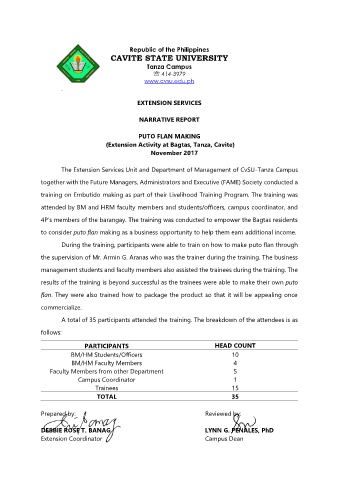 Republic of the Philippines
CAVITE STATE UNIVERSITY
Tanza Campus
☏ 414-3979
www.cvsu.edu.ph
EXTENSION SERVICES
NARRATIVE REPORT
PUTO FLAN MAKING
(Extension Activity at Bagtas, Tanza, Cavite)
November 2017
The Extension Services Unit and Department of Management of CvSU-Tanza Campus
together with the Future Managers, Administrators and Executive (FAME) Society conducted a
training on Embutido making as part of their Livelihood Training Program. The training was
attended by BM and HRM faculty members and students/officers, campus coordinator, and
4P's members of the barangay. The training was conducted to empower the Bagtas residents
to consider puto flan making as a business opportunity to help them earn additional income.
During the training, participants were able to train on how to make puto flan through
the supervision of Mr. Armin G. Aranas who was the trainer during the training. The business
management students and faculty members also assisted the trainees during the training. The
results of the training is beyond successful as the trainees were able to make their own puto
flan. They were also trained how to package the product so that it will be appealing once
commercialize.
A total of 35 participants attended the training. The breakdown of the attendees is as
follows:
PARTICIPANTS HEAD COUNT
BM/HM Students/Officers 10
BM/HM Faculty Members 4
Faculty Members from other Department 5
Campus Coordinator 1
Trainees 15
TOTAL 35
Prepared by: Reviewed by:
DEBBIE ROSE T. BANAG LYNN G. PENALES, PhD
Extension Coordinator Campus Dean